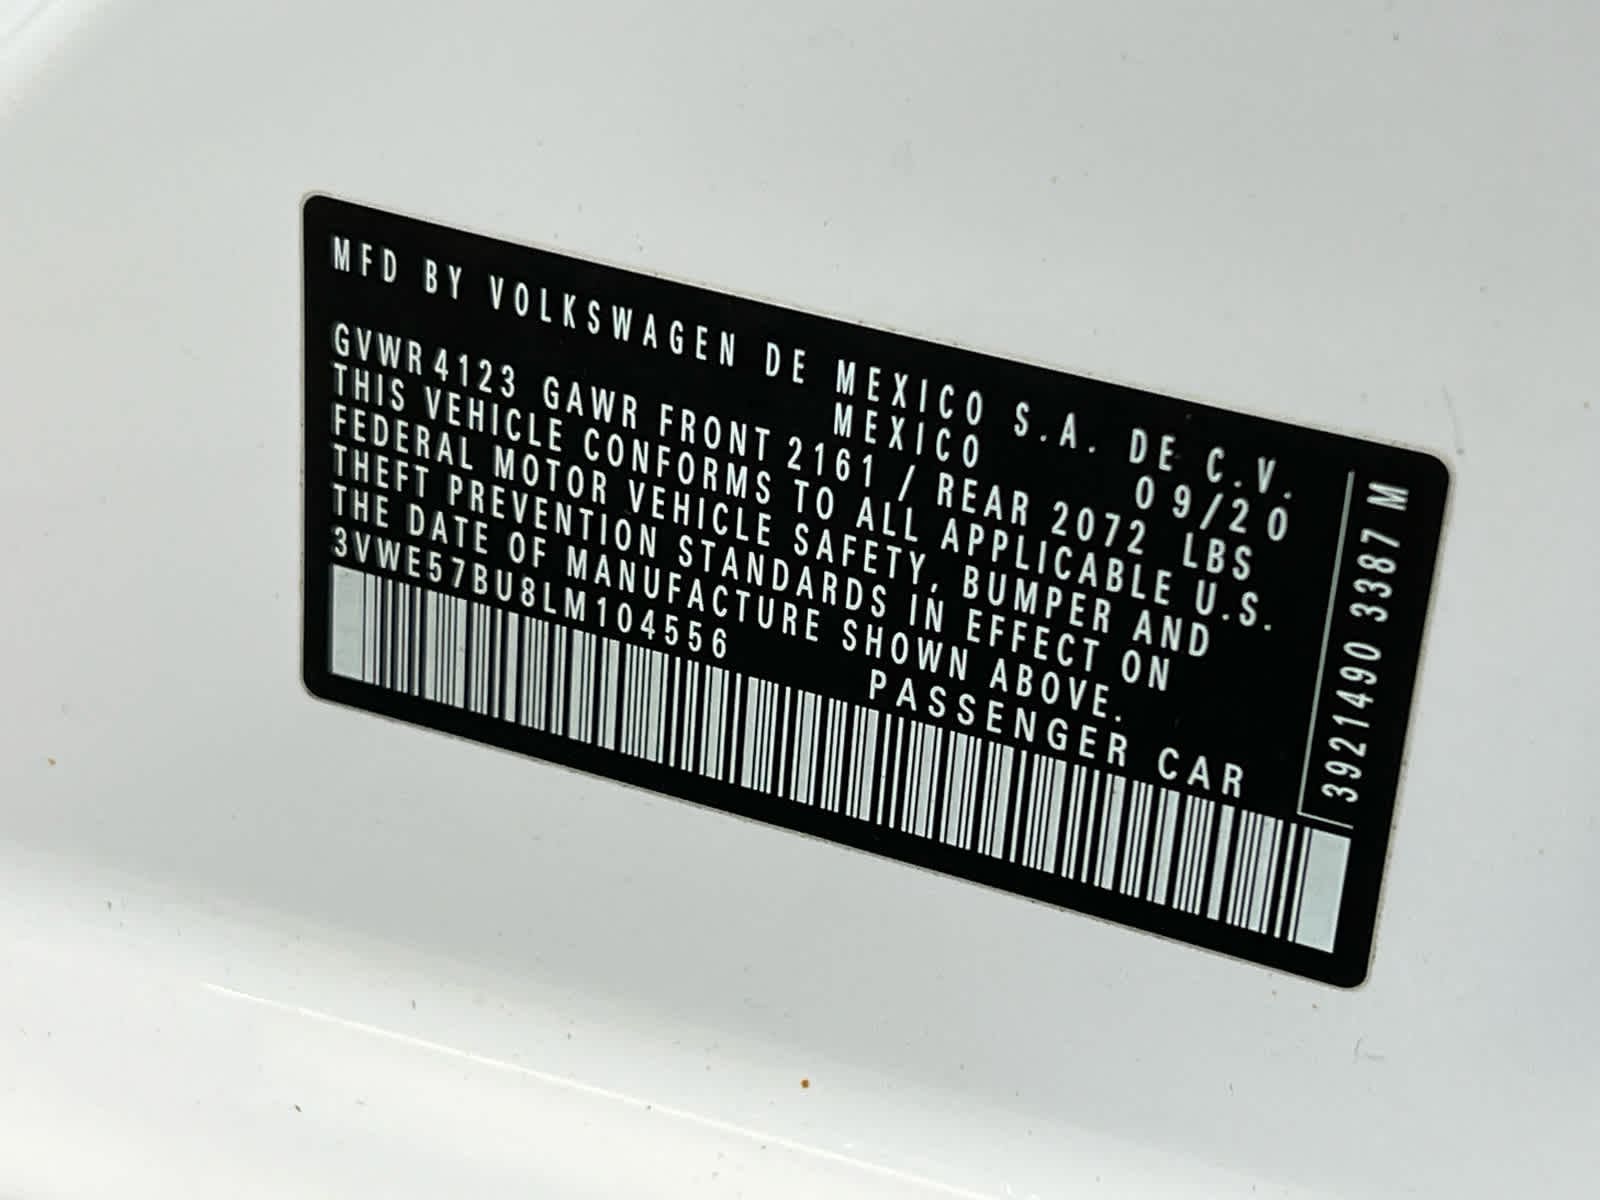 MFD BY VOLKSWAGEN DE MEXICO S.A. DE C.V.
MEXICO 09/20
GVWR 4123 GAWR FRONT 2161 / REAR 2072 LBS
THIS VEHICLE CONFORMS TO ALL APPLICABLE U.S.
FEDERAL MOTOR VEHICLE SAFETY, BUMPER AND
THEFT PREVENTION STANDARDS IN EFFECT ON
THE DATE OF MANUFACTURE SHOWN ABOVE.
3VWE57BU8LM104556 PASSENGER CAR
3921490 3387 M